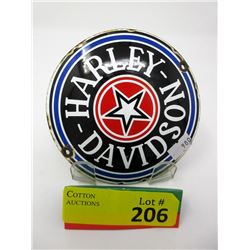 HARLEY-DAVIDSON
COTTON
AUCTIONS
Lot #
206